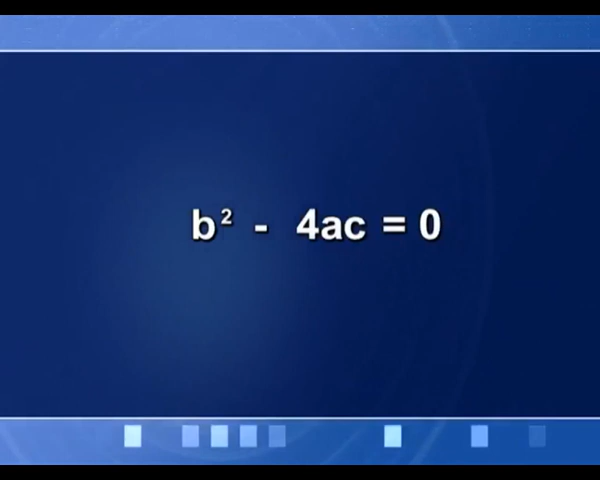 b² - 4ac = 0